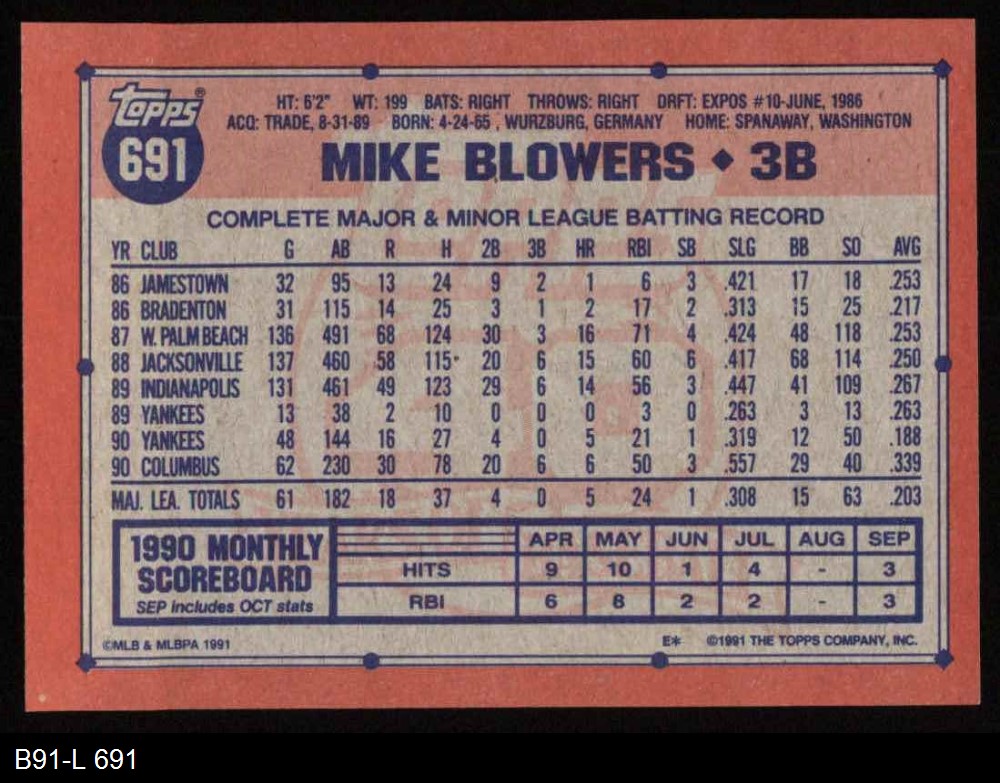 Topps®
691
HT: 6'2" WT: 199 BATS: RIGHT THROWS: RIGHT DRFT: EXPOS #10-JUNE, 1986
ACQ: TRADE, 8-31-89 BORN: 4-24-65 , WURZBURG, GERMANY HOME: SPANAWAY, WASHINGTON
MIKE BLOWERS ◆ 3B
COMPLETE MAJOR & MINOR LEAGUE BATTING RECORD
YR CLUB G AB R H 2B 3B HR RBI SB SLG BB SO AVG
86 JAMESTOWN 32 95 13 24 9 2 1 6 3 .421 17 18 .253
86 BRADENTON 31 115 14 25 3 1 2 17 2 .313 15 25 .217
87 W. PALM BEACH 136 491 68 124 30 3 16 71 4 .424 48 118 .253
88 JACKSONVILLE 137 460 58 115 20 6 15 60 6 .417 68 114 .250
89 INDIANAPOLIS 131 461 49 123 29 6 14 56 3 .447 41 109 .267
89 YANKEES 13 38 2 10 0 0 0 3 0 .263 3 13 .263
90 YANKEES 48 144 16 27 4 0 5 21 1 .319 12 50 .188
90 COLUMBUS 62 230 30 78 20 6 6 50 3 .557 29 40 .339
MAJ. LEA. TOTALS 61 182 18 37 4 0 5 24 1 .308 15 63 .203
1990 MONTHLY
SCOREBOARD
SEP includes OCT stats
APR MAY JUN JUL AUG SEP
HITS 9 10 1 4 - 3
RBI 6 8 2 2 - 3
©MLB & MLBPA 1991 E* ©1991 THE TOPPS COMPANY, INC.
B91-L 691